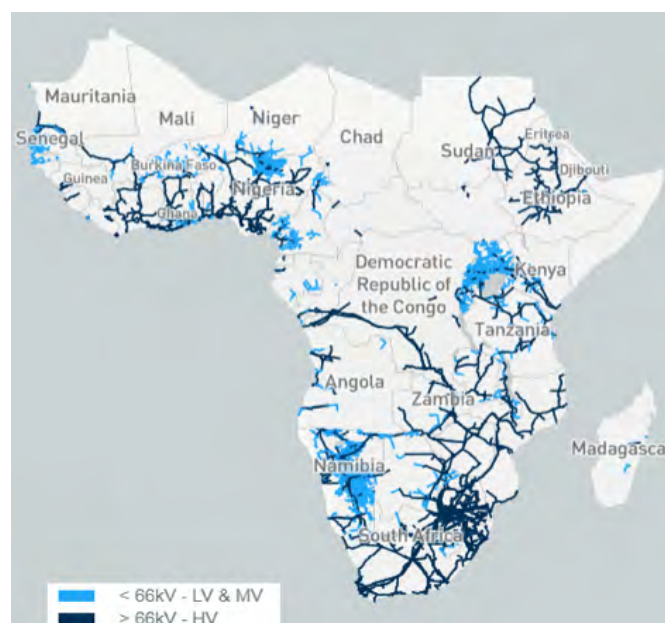 Mauritania
Mali
Niger
Chad
Sudan
Eritrea
Senegal
Burkina Faso
Djibouti
Guinea
Nigeria
Ethiopia
Ghana
Democratic
Republic of
the Congo
Kenya
Tanzania
Angola
Zambia
Namibia
Madagasca
South Africa
< 66kV - LV & MV
> 66kV - HV